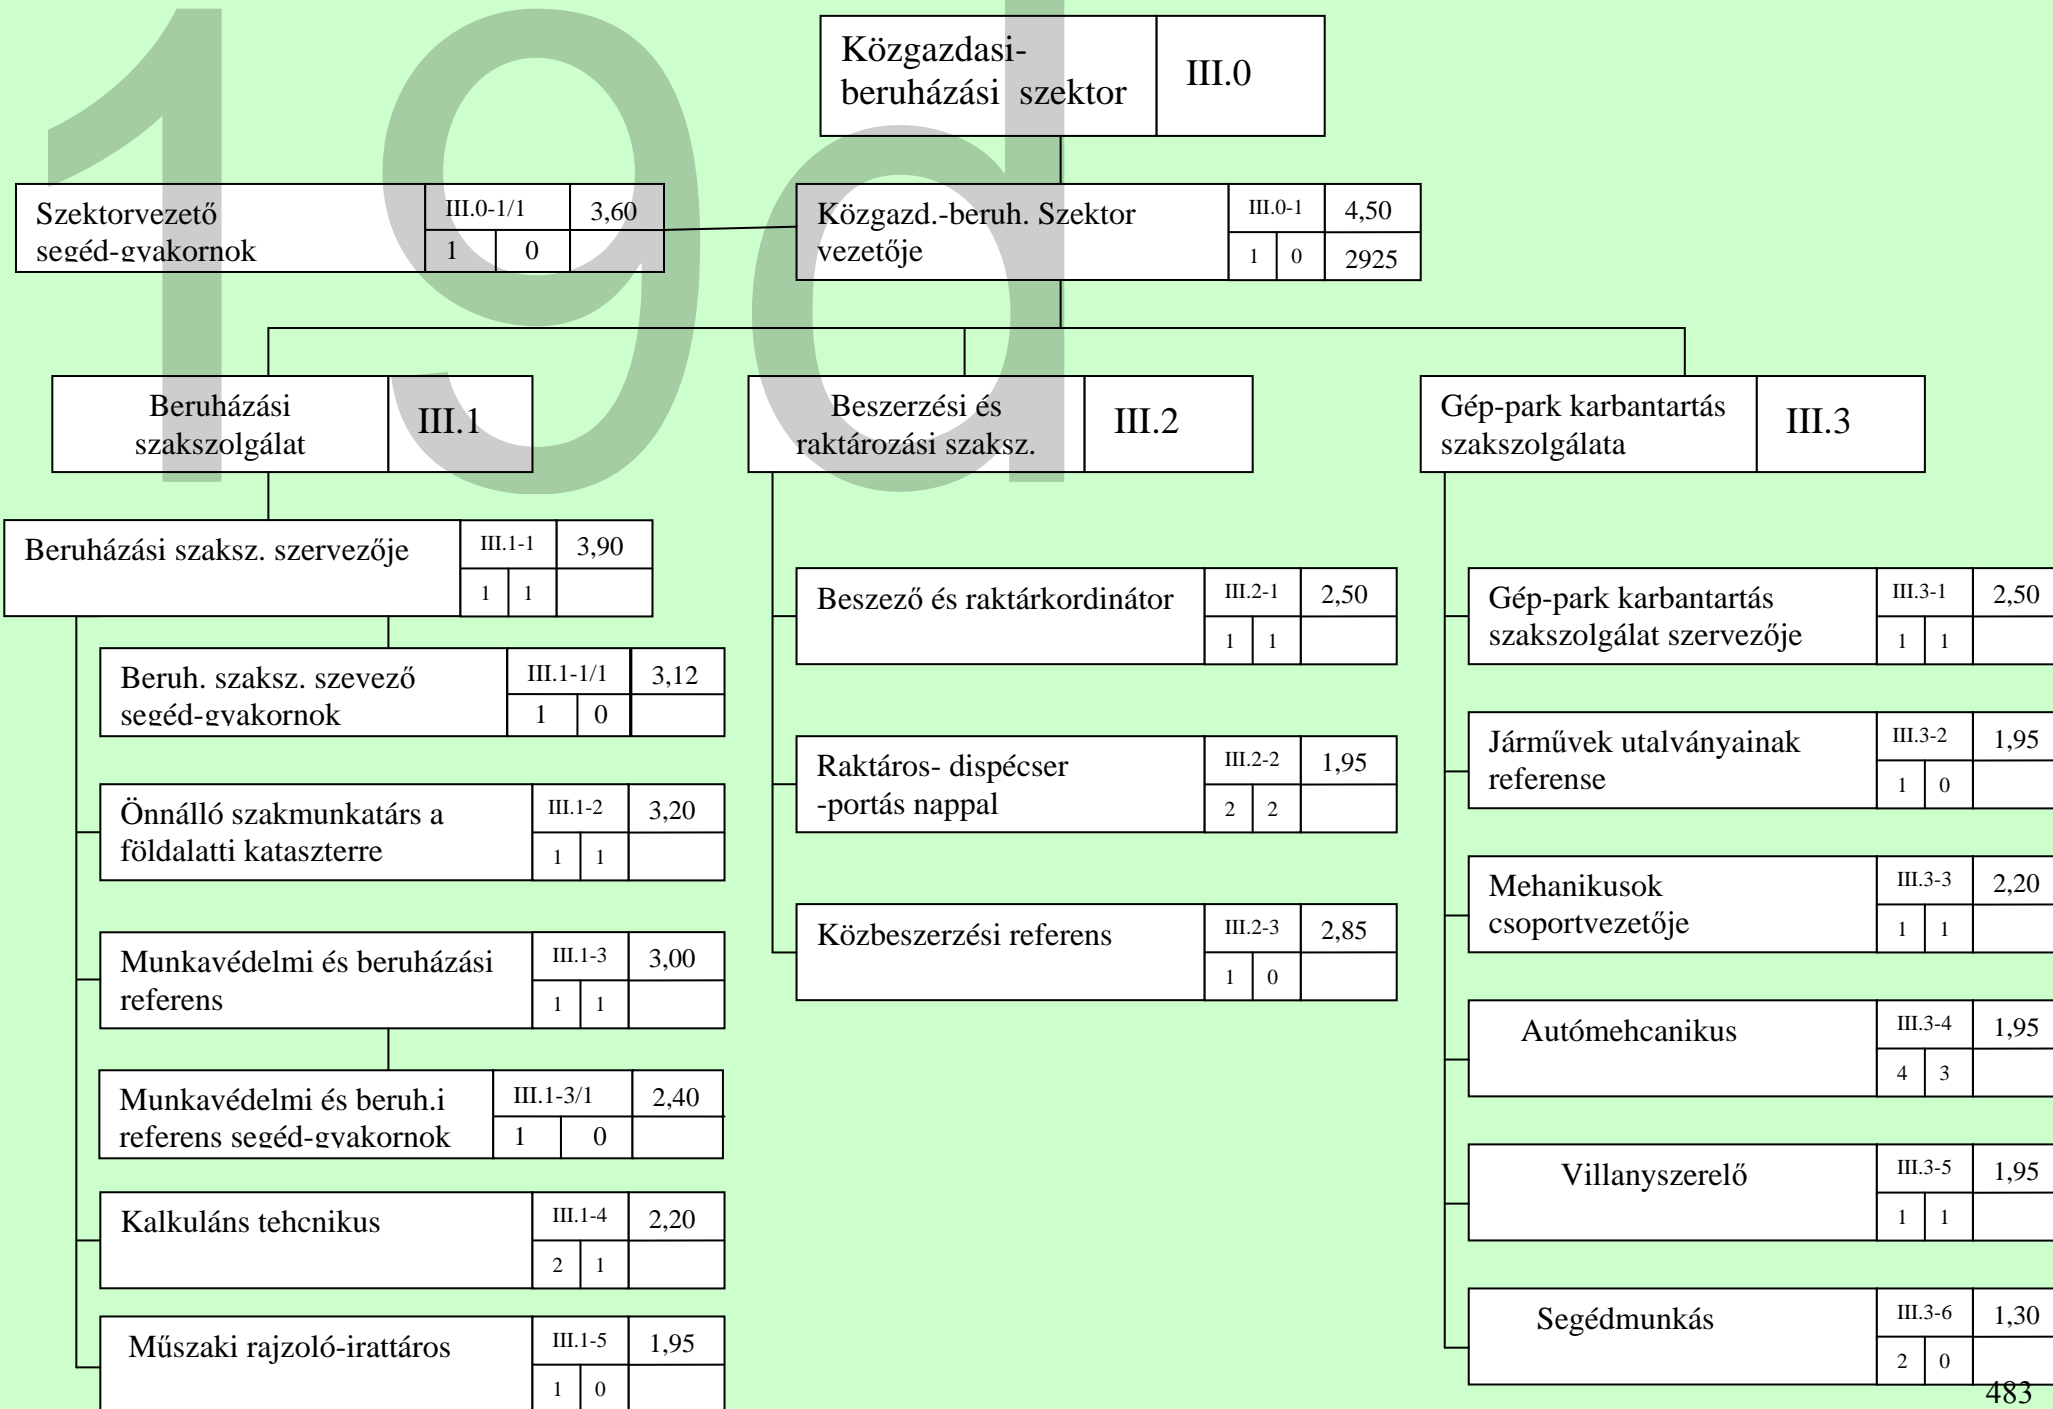 19d
Közgazdasi-
beruházási szektor
III.0
Szektorvezető
segéd-gyakornok
III.0-1/1
3,60
1
0
Közgazd.-beruh. Szektor
vezetője
III.0-1
4,50
1
0
2925
Beruházási
szakszolgálat
III.1
Beszerzési és
raktározási szaksz.
III.2
Gép-park karbantartás
szakszolgálata
III.3
Beruházási szaksz. szervezője
III.1-1
3,90
1
1
Beruh. szaksz. szevező
segéd-gyakornok
III.1-1/1
3,12
1
0
Önnálló szakmunkatárs a
földalatti kataszterre
III.1-2
3,20
1
1
Munkavédelmi és beruházási
referens
III.1-3
3,00
1
1
Munkavédelmi és beruh.i
referens segéd-gyakornok
III.1-3/1
2,40
1
0
Kalkuláns tehcnikus
III.1-4
2,20
2
1
Műszaki rajzoló-irattáros
III.1-5
1,95
1
0
Beszező és raktárkordinátor
III.2-1
2,50
1
1
Raktáros- dispécser
-portás nappal
III.2-2
1,95
2
2
Közbeszerzési referens
III.2-3
2,85
1
0
Gép-park karbantartás
szakszolgálat szervezője
III.3-1
2,50
1
1
Járművek utalványainak
referense
III.3-2
1,95
1
0
Mehanikusok
csoportvezetője
III.3-3
2,20
1
1
Autómehcanikus
III.3-4
1,95
4
3
Villanyszerelő
III.3-5
1,95
1
1
Segédmunkás
III.3-6
1,30
2
0
483